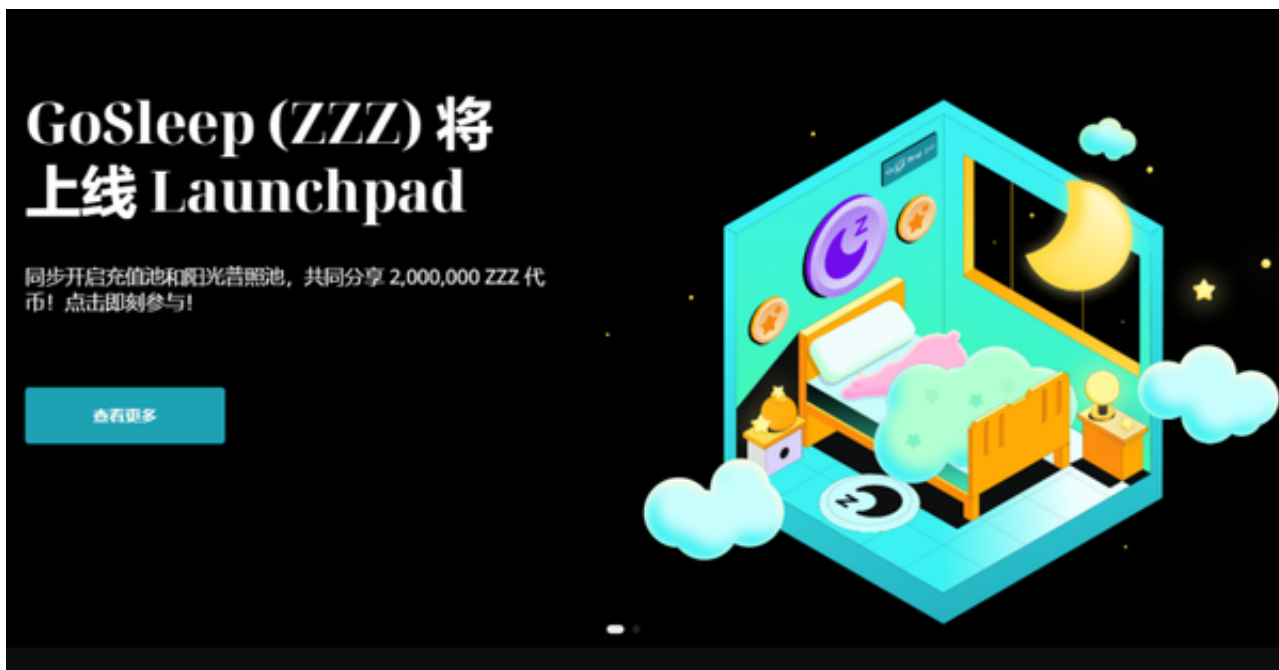 GoSleep (ZZZ) 将
上线 Launchpad
同步开启充值池和阳光普照池，共同分享 2,000,000 ZZZ 代
币！点击即刻参与！
查看更多
Z
Z